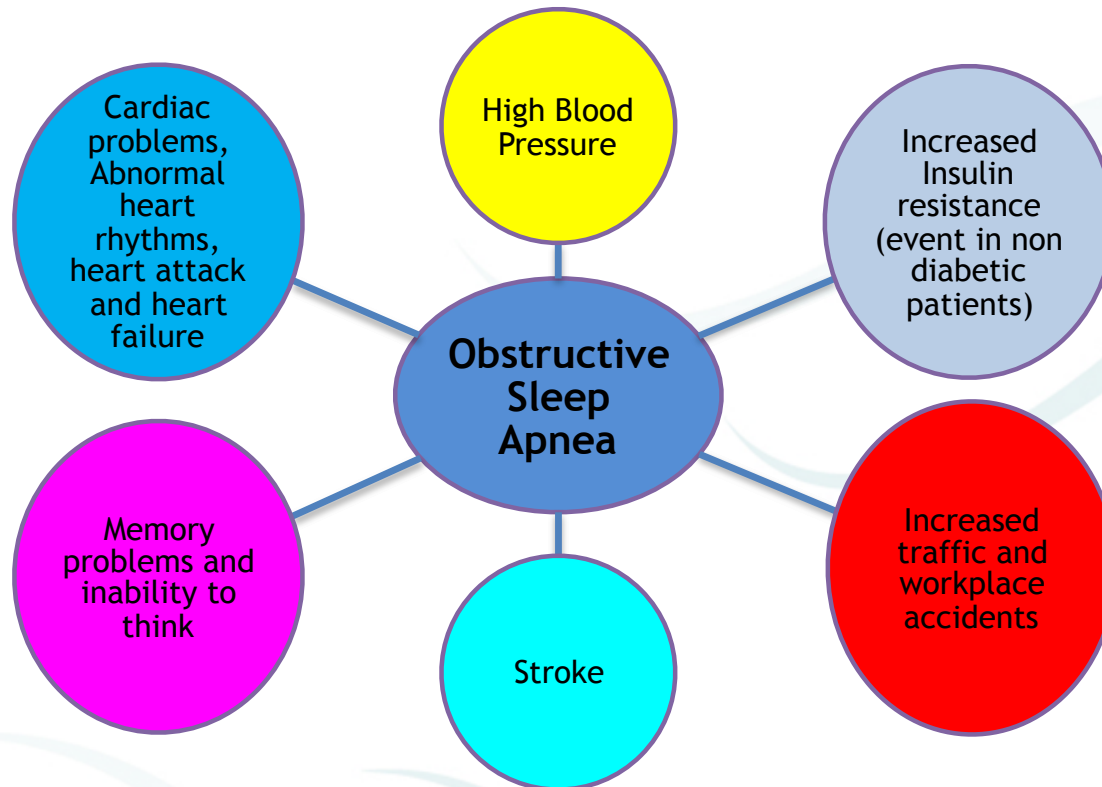 Cardiac
problems,
Abnormal
heart
rhythms,
heart attack
and heart
failure
High Blood
Pressure
Increased
Insulin
resistance
(event in non
diabetic
patients)
Obstructive
Sleep
Apnea
Memory
problems and
inability to
think
Stroke
Increased
traffic and
workplace
accidents